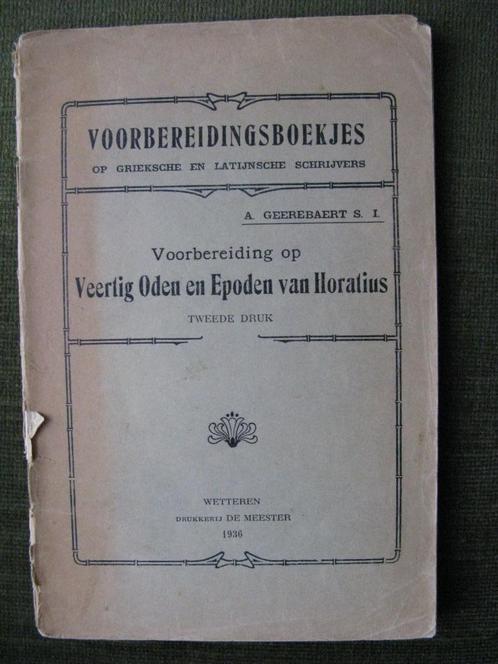 VOORBEREIDINGSBOEKJES
OP GRIEKSCHE EN LATIJNSCHE SCHRIJVERS
A. GEEREBAERT S. I.
Voorbereiding op
Veertig Oden en Epoden van Horatius
TWEEDE DRUK
WETTEREN
DRUKKERIJ DE MEESTER
1936